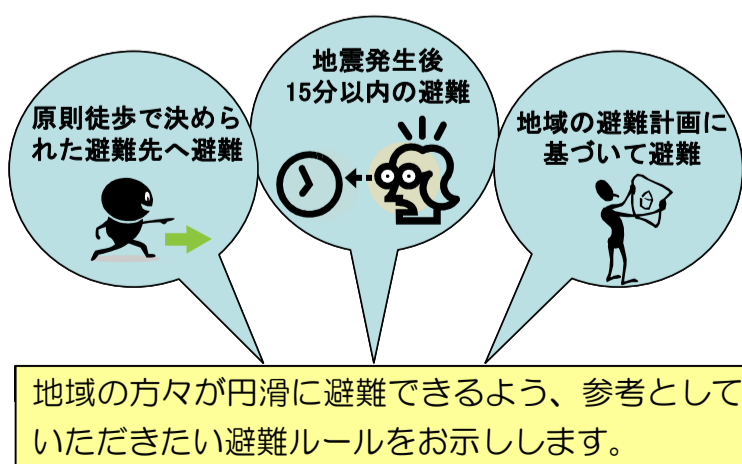 原則徒歩で決めら
れた避難先へ避難
地震発生後
15分以内の避難
地域の避難計画に
基づいて避難
地域の方々が円滑に避難できるよう、参考として
いただきたい避難ルールをお示しします。